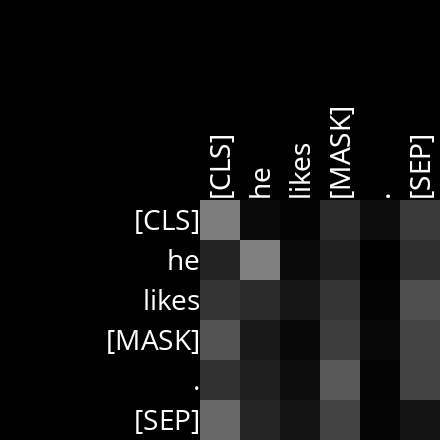 [CLS] he likes [MASK] . [SEP]
[CLS]
he
likes
[MASK]
.
[SEP]